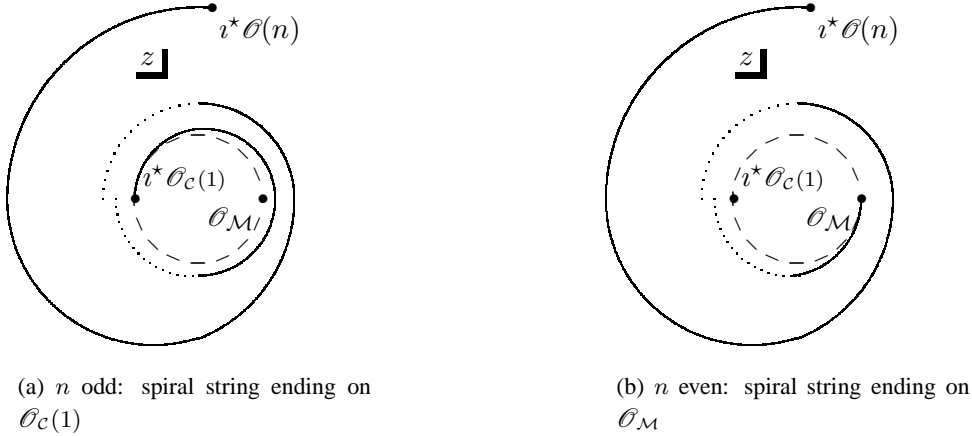 ı⋆𝒪(n)
z
ı⋆𝒪𝒞(1)
𝒪ℳ
(a) n odd: spiral string ending on
𝒪𝒞(1)
ı⋆𝒪(n)
z
ı⋆𝒪𝒞(1)
𝒪ℳ
(b) n even: spiral string ending on
𝒪ℳ